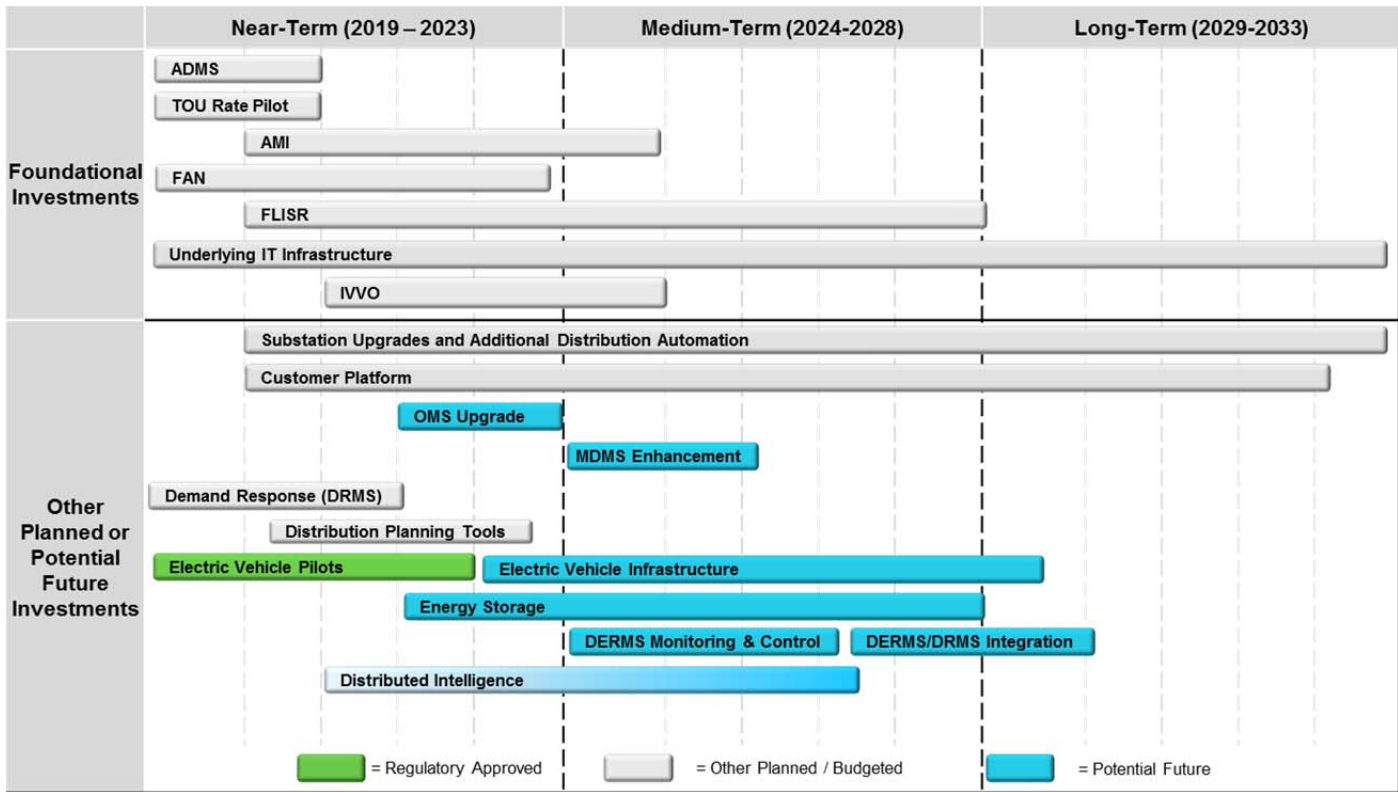 Near-Term (2019 – 2023)
Medium-Term (2024-2028)
Long-Term (2029-2033)
Foundational
Investments
ADMS
TOU Rate Pilot
AMI
FAN
FLISR
Underlying IT Infrastructure
IVVO
Other
Planned or
Potential
Future
Investments
Substation Upgrades and Additional Distribution Automation
Customer Platform
OMS Upgrade
MDMS Enhancement
Demand Response (DRMS)
Distribution Planning Tools
Electric Vehicle Pilots
Electric Vehicle Infrastructure
Energy Storage
DERMS Monitoring & Control
DERMS/DRMS Integration
Distributed Intelligence
= Regulatory Approved
= Other Planned / Budgeted
= Potential Future